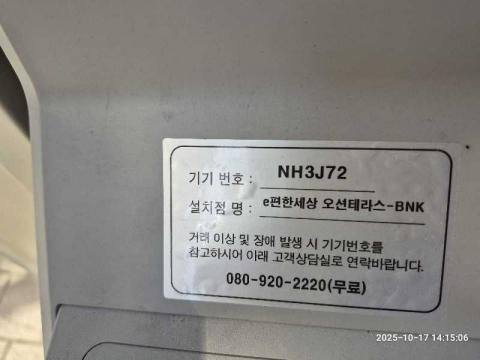 기기 번호 : NH3J72
설치점 명 : e편한세상 오션테라스-BNK
거래 이상 및 장애 발생 시 기기번호를
참고하시어 아래 고객상담실로 연락바랍니다.
080-920-2220(무료)
2025-10-17 14:15:06